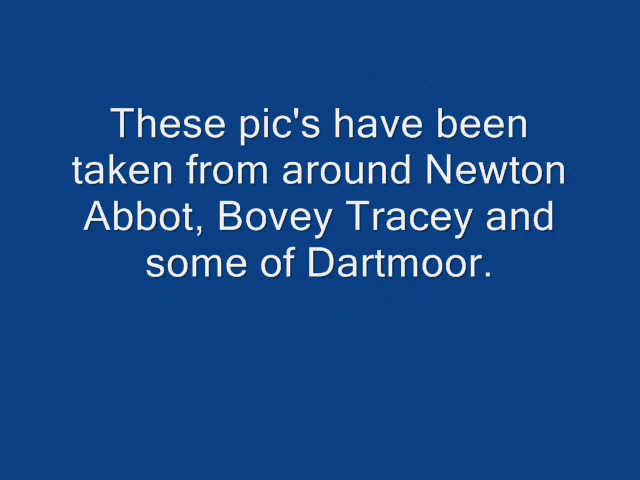 These pic's have been
taken from around Newton
Abbot, Bovey Tracey and
some of Dartmoor.